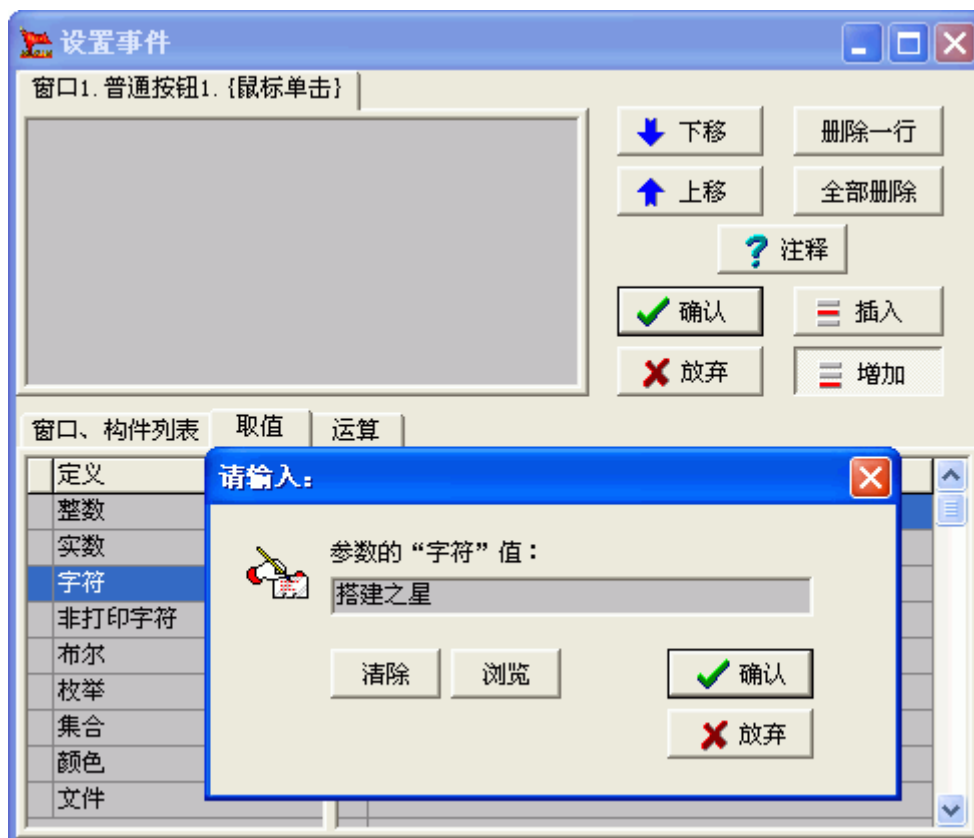 设置事件
窗口1.普通按钮1.{鼠标单击}
下移
删除一行
上移
全部删除
注释
确认
插入
放弃
增加
窗口、构件列表
取值
运算
定义
整数
实数
字符
非打印字符
布尔
枚举
集合
颜色
文件
请输入:
参数的“字符”值:
搭建之星
清除
浏览
确认
放弃